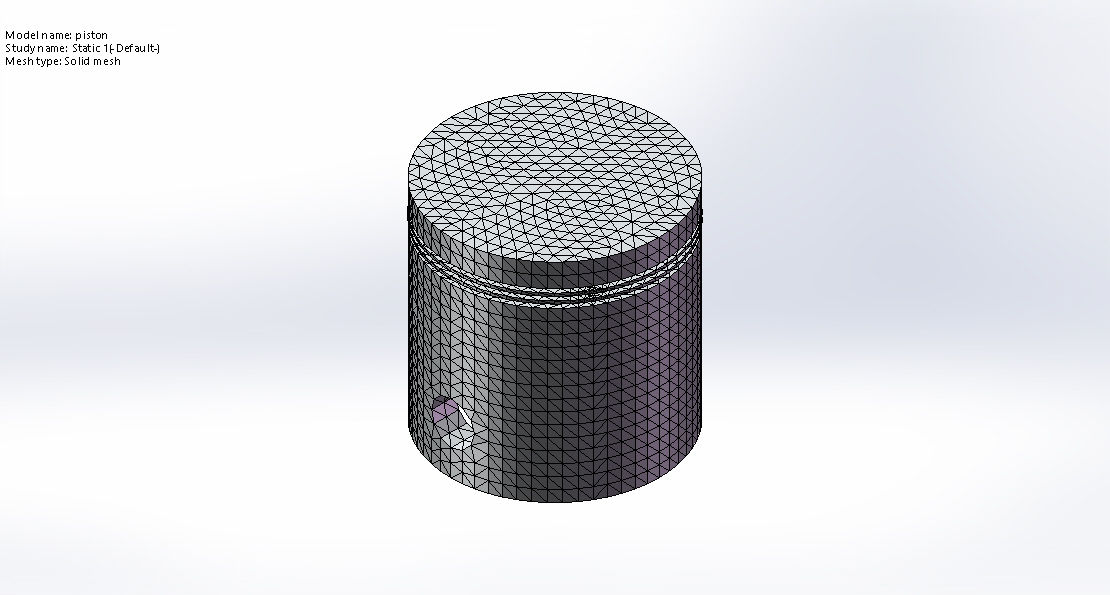 Model name: piston
Study name: Static 1(-Default-)
Mesh type: Solid mesh